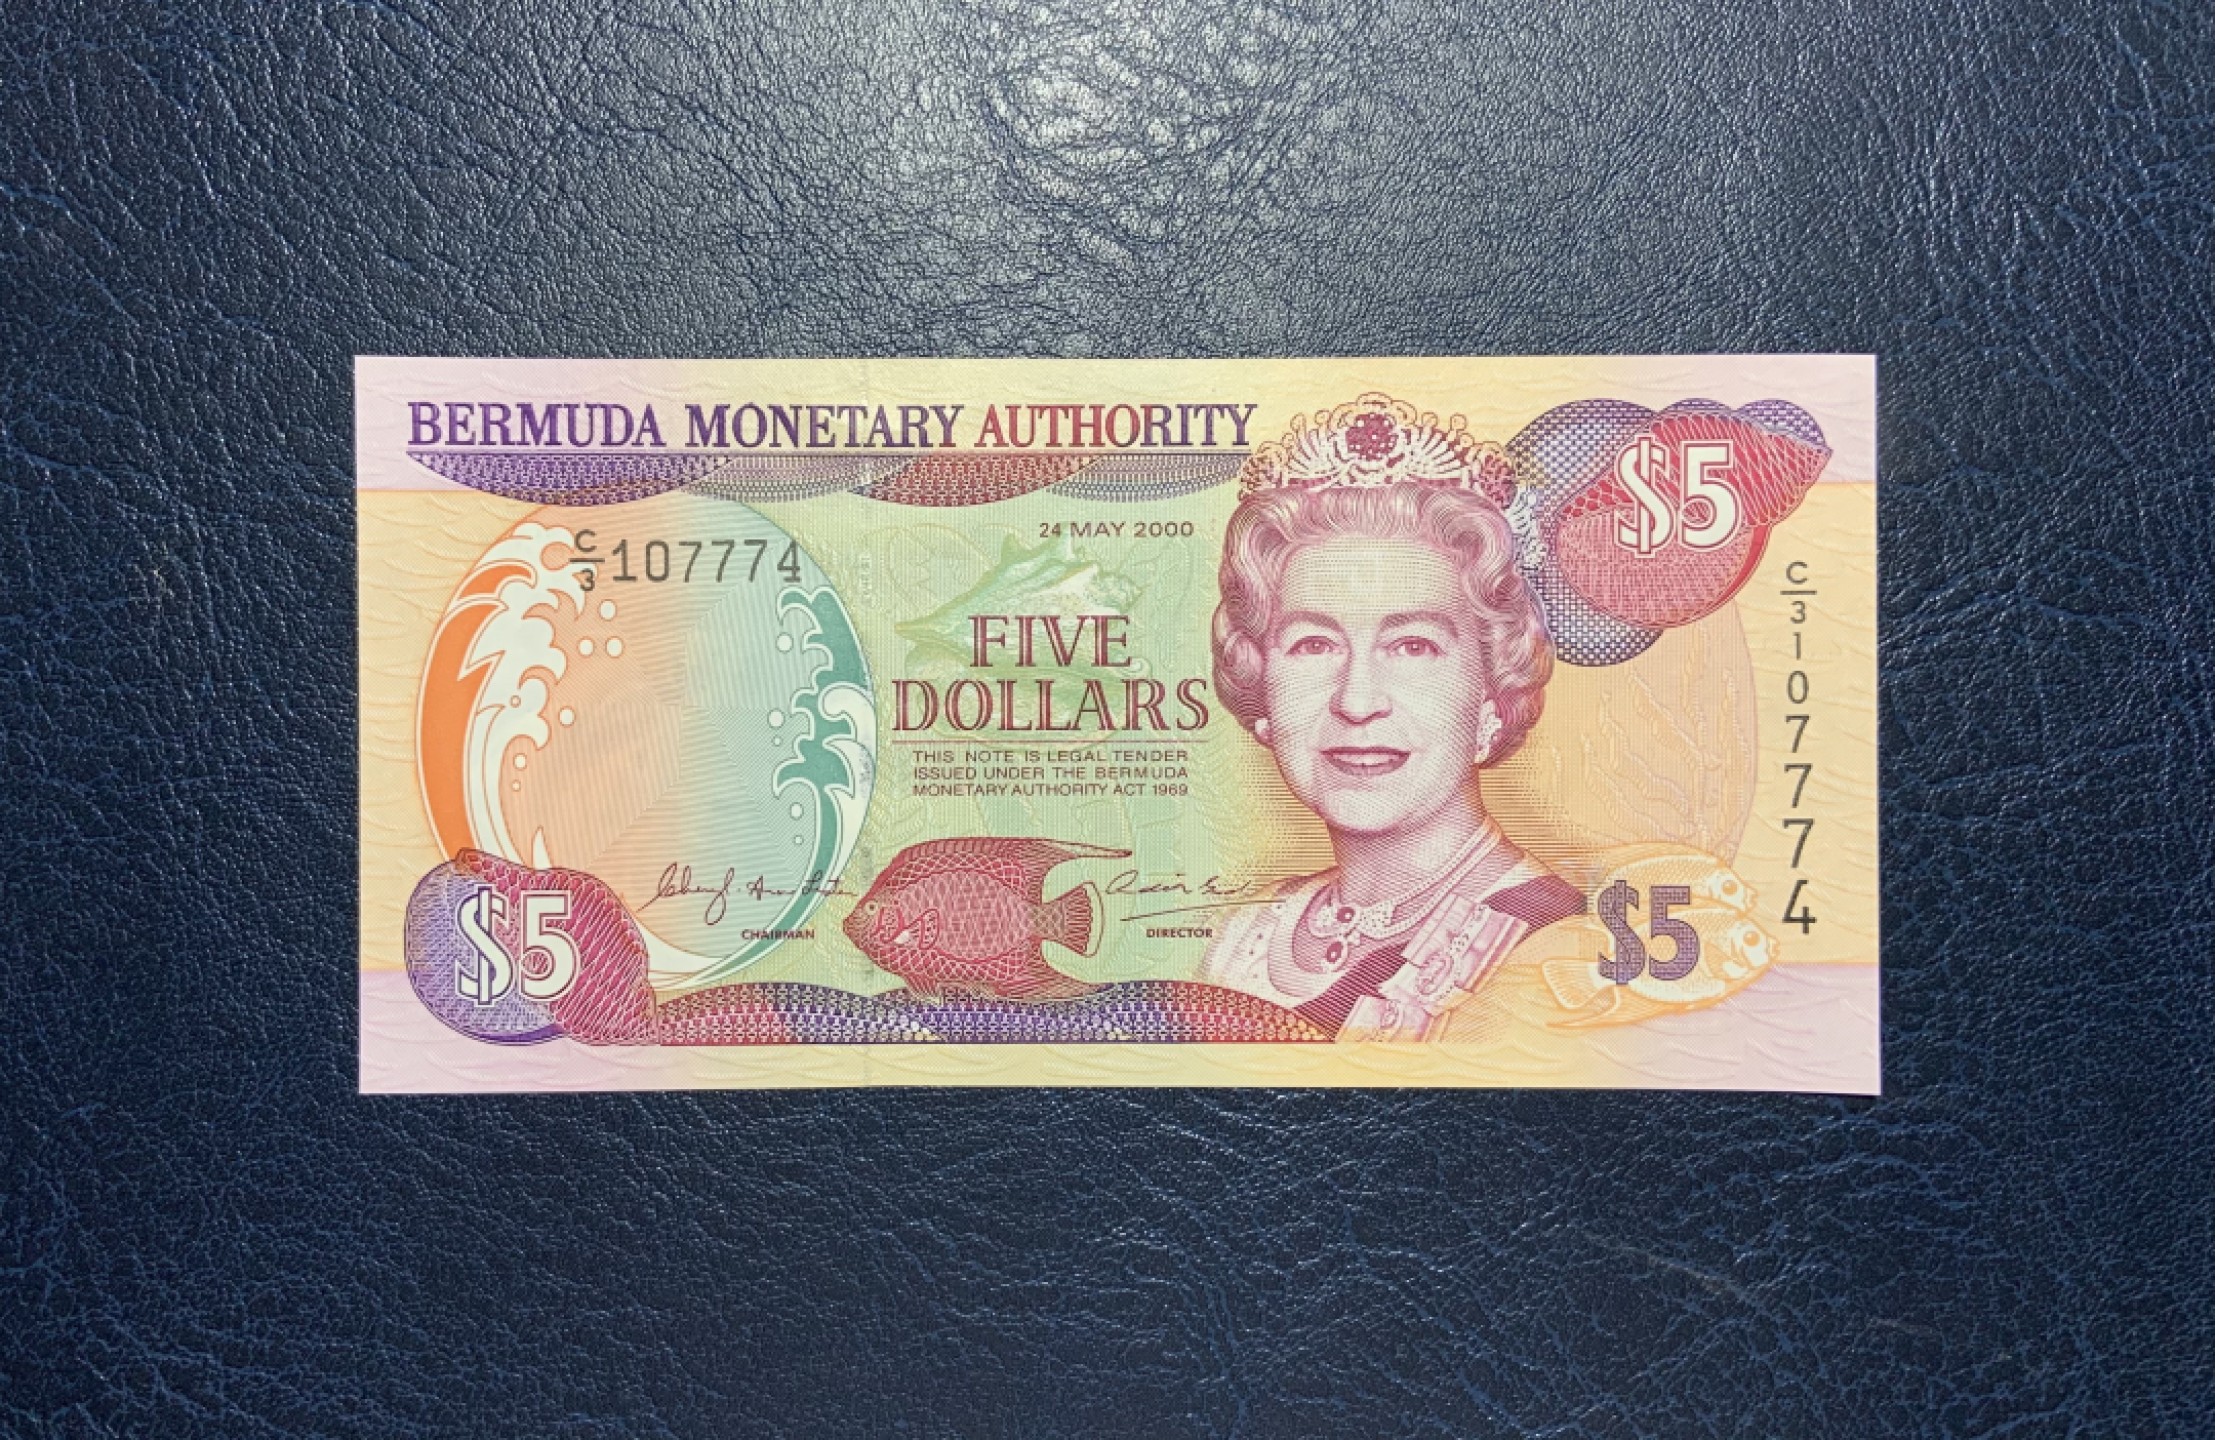 BERMUDA MONETARY AUTHORITY
$5
24 MAY 2000
C/3 107774
C/3 107774
FIVE
DOLLARS
THIS NOTE IS LEGAL TENDER
ISSUED UNDER THE BERMUDA
MONETARY AUTHORITY ACT 1969
$5
CHAIRMAN
DIRECTOR
$5